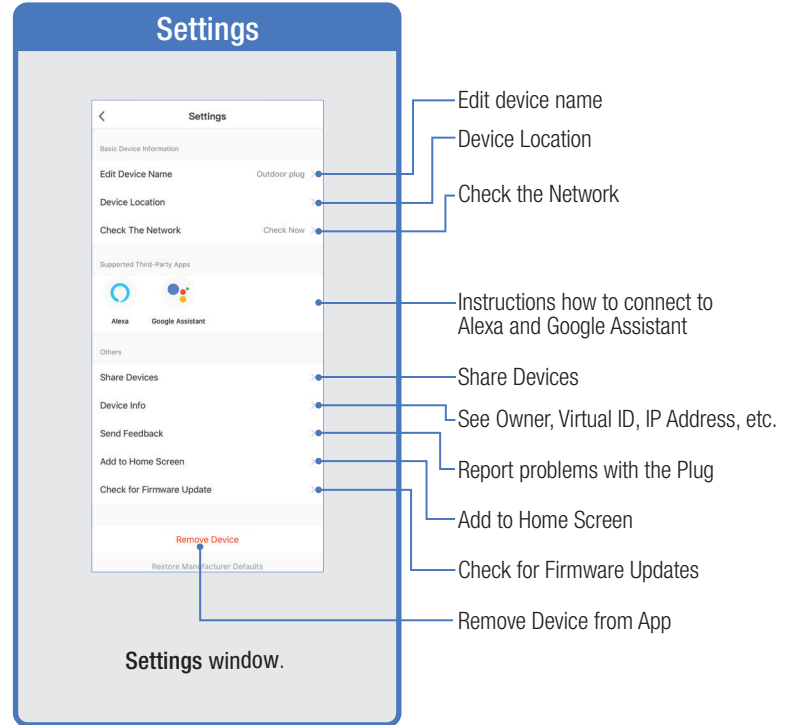 Settings
Settings
Basic Device Information
Edit Device Name Outdoor plug
Device Location
Check The Network Check Now
Supported Third-Party Apps
Alexa Google Assistant
Others
Share Devices
Device Info
Send Feedback
Add to Home Screen
Check for Firmware Update
Remove Device
Restore Manufacturer Defaults
Settings window.
Edit device name
Device Location
Check the Network
Instructions how to connect to
Alexa and Google Assistant
Share Devices
See Owner, Virtual ID, IP Address, etc.
Report problems with the Plug
Add to Home Screen
Check for Firmware Updates
Remove Device from App